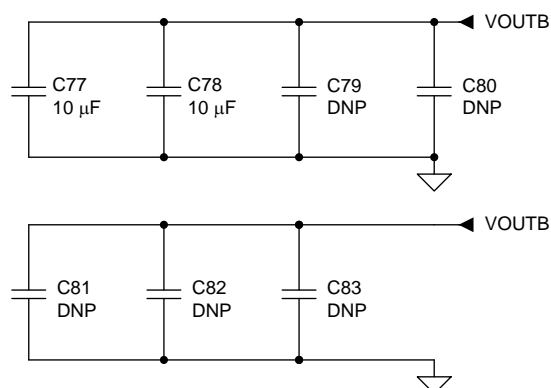 VOUTB
C77
10 μF
C78
10 μF
C79
DNP
C80
DNP
VOUTB
C81
DNP
C82
DNP
C83
DNP